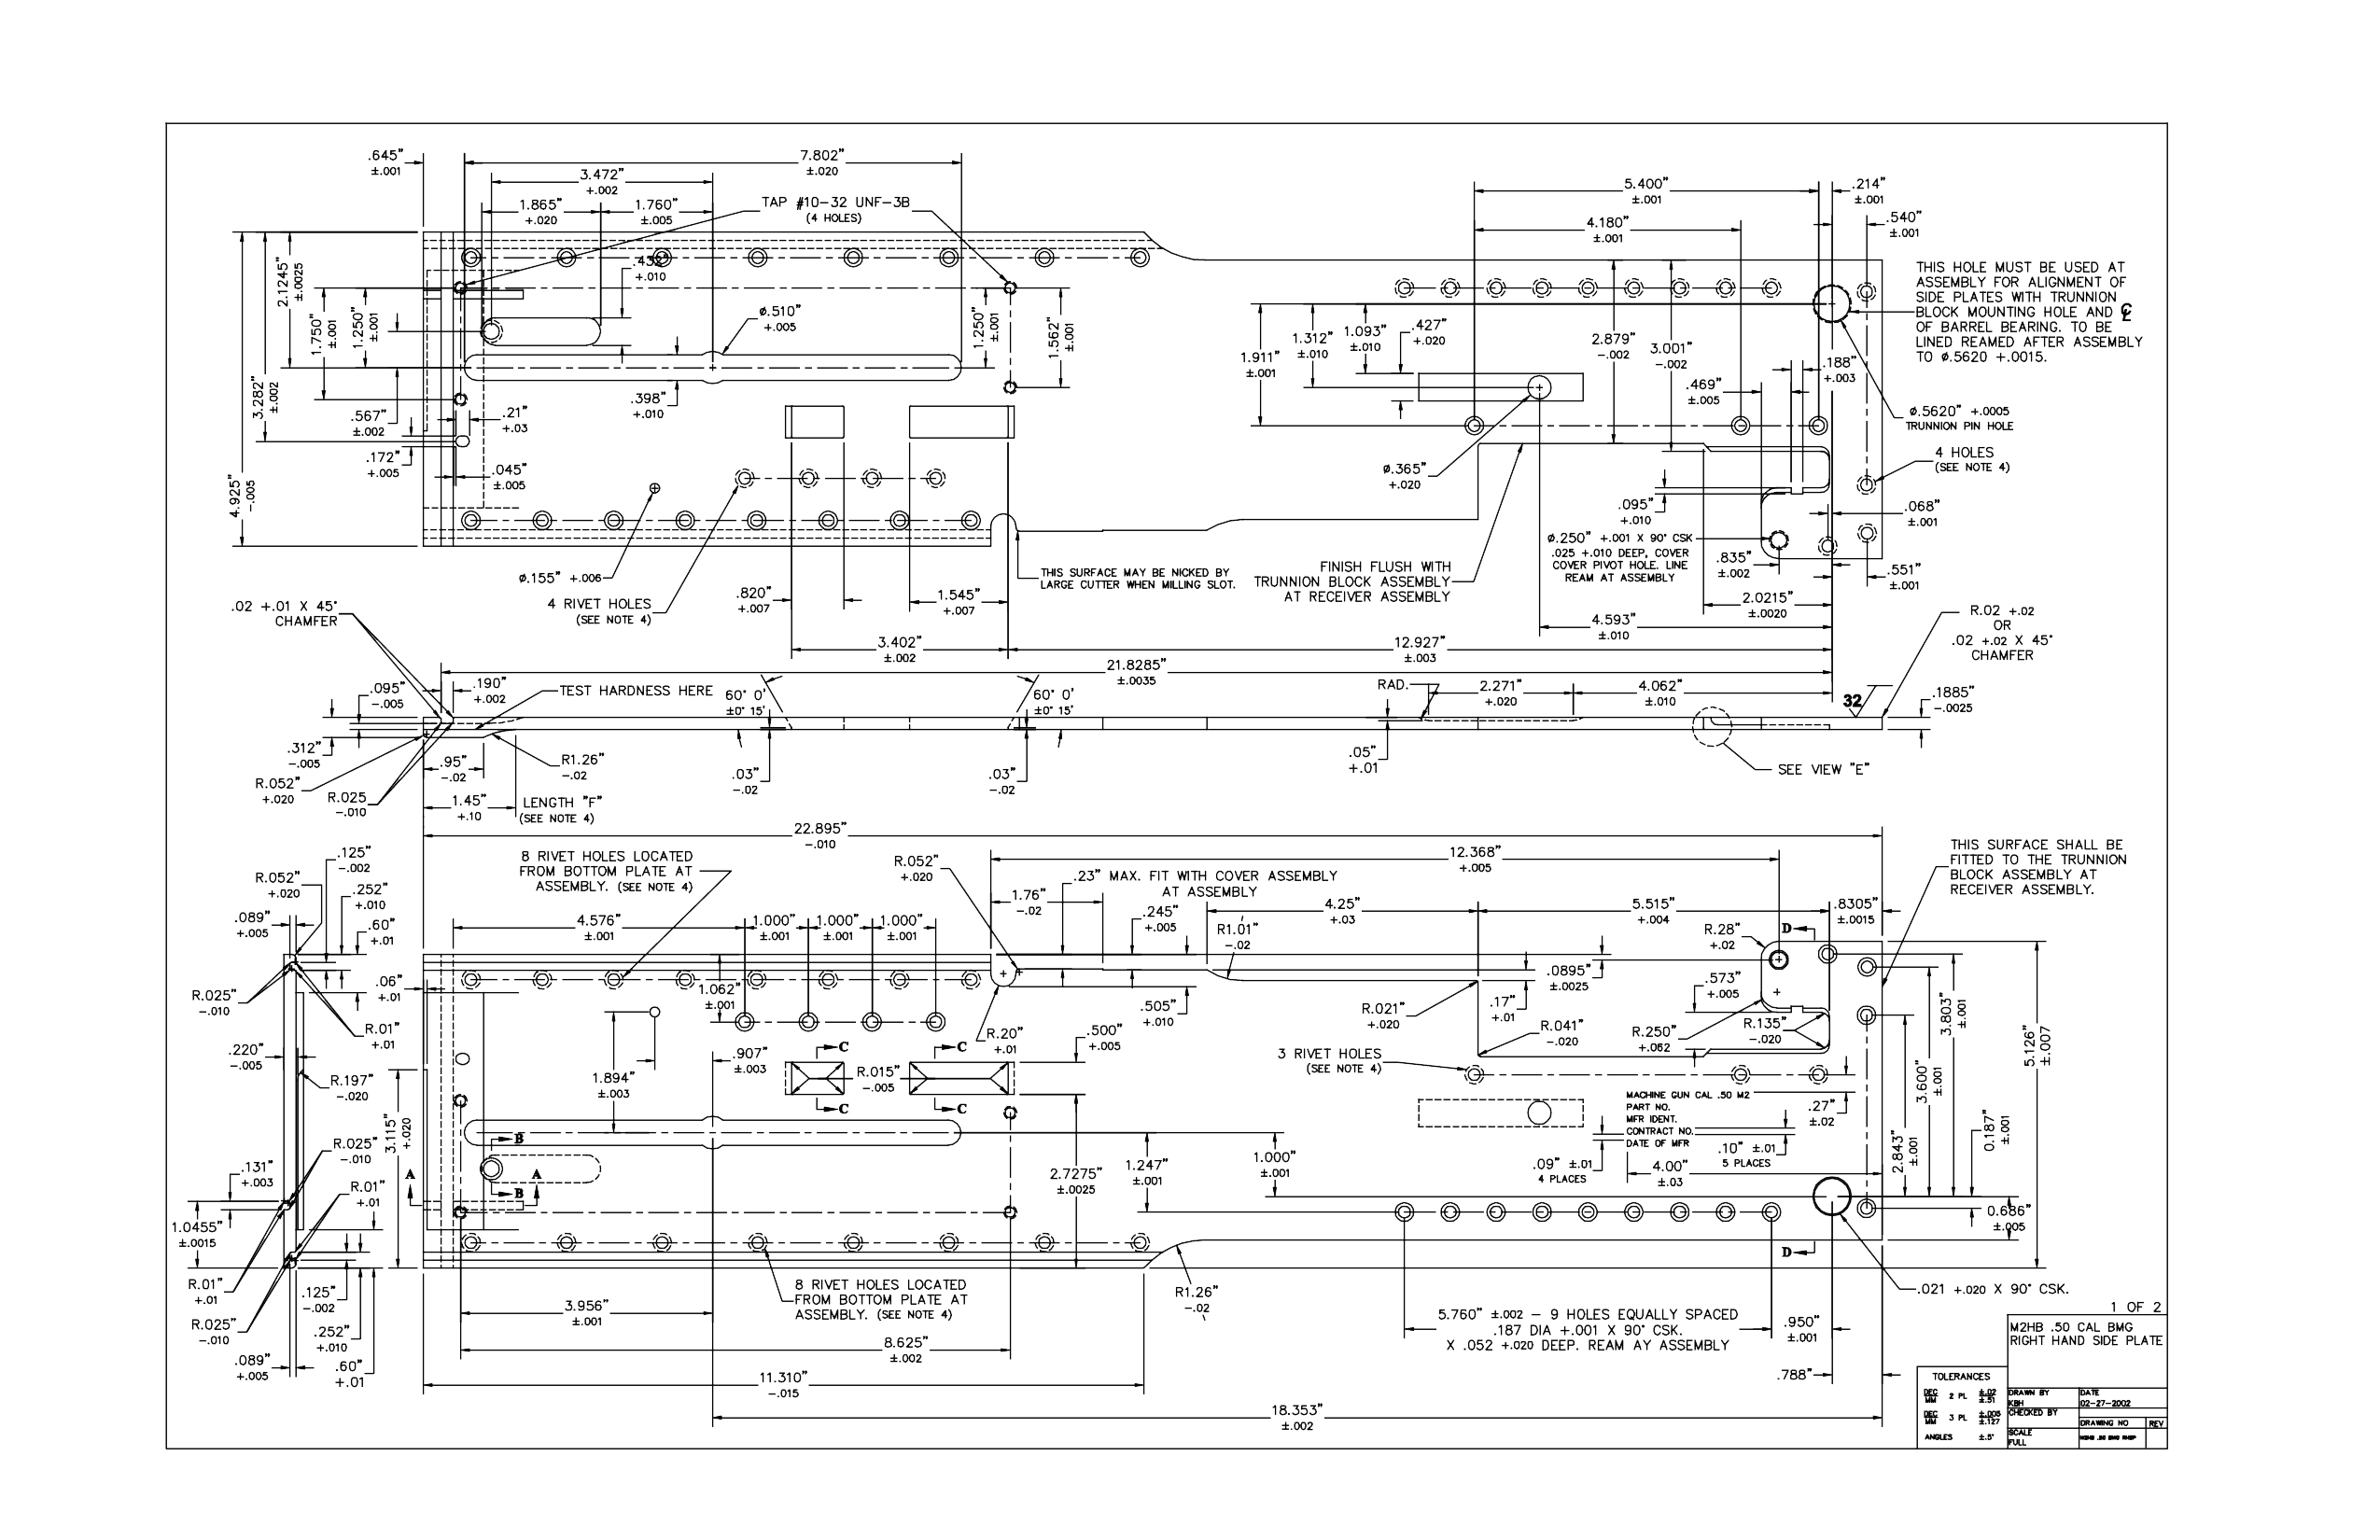 .645" ±.001
7.802" ±.020
3.472" +.002
1.865" +.020
1.760" ±.005
TAP #10-32 UNF-3B
(4 HOLES)
5.400" ±.001
.214" ±.001
4.180" ±.001
.540" ±.001
4.925" -.005
3.282" ±.002
2.1245" ±.0025
1.750" ±.001
1.250" ±.001
+.010
ø.510" +.005
1.250" ±.001
1.562" ±.001
.567" ±.002
.21" +.03
.398" +.010
.172" +.005
.045" ±.005
1.911" ±.001
1.312" ±.010
1.093" ±.010
.427" +.020
2.879" -.002
3.001" -.002
.188" +.003
.469" ±.005
THIS HOLE MUST BE USED AT
ASSEMBLY FOR ALIGNMENT OF
SIDE PLATES WITH TRUNNION
BLOCK MOUNTING HOLE AND ℄
OF BARREL BEARING. TO BE
LINED REAMED AFTER ASSEMBLY
TO ø.5620 +.0015.
ø.5620" +.0005
TRUNNION PIN HOLE
4 HOLES
(SEE NOTE 4)
ø.365" +.020
.095" +.010
.068" ±.001
ø.250" +.001 X 90° CSK
.025 +.010 DEEP, COVER
COVER PIVOT HOLE. LINE
REAM AT ASSEMBLY
.835" ±.002
.551" ±.001
ø.155" +.006
4 RIVET HOLES
(SEE NOTE 4)
.820" +.007
1.545" +.007
THIS SURFACE MAY BE NICKED BY
LARGE CUTTER WHEN MILLING SLOT.
FINISH FLUSH WITH
TRUNNION BLOCK ASSEMBLY
AT RECEIVER ASSEMBLY
2.0215" ±.0020
4.593" ±.010
3.402" ±.002
12.927" ±.003
21.8285" ±.0035
.02 +.01 X 45°
CHAMFER
R.02 +.02
OR
.02 +.02 X 45°
CHAMFER
.095" -.005
.190" +.002
TEST HARDNESS HERE
60° 0' ±0° 15'
60° 0' ±0° 15'
RAD.
2.271" +.020
4.062" ±.010
32
.1885" -.0025
.312" -.005
R.052" +.020
R.025 -.010
.95" -.02
R1.26" -.02
1.45" +.10
LENGTH "F"
(SEE NOTE 4)
.03" -.02
.03" -.02
.05" +.01
SEE VIEW "E"
22.895" -.010
8 RIVET HOLES LOCATED
FROM BOTTOM PLATE AT
ASSEMBLY. (SEE NOTE 4)
R.052" +.020
12.368" +.005
.23" MAX. FIT WITH COVER ASSEMBLY
AT ASSEMBLY
THIS SURFACE SHALL BE
FITTED TO THE TRUNNION
BLOCK ASSEMBLY AT
RECEIVER ASSEMBLY.
.125" -.002
R.052" +.020
.252" +.010
.089" +.005
.60" +.01
4.576" ±.001
1.000" ±.001
1.000" ±.001
1.000" ±.001
1.76" -.02
.245" +.005
4.25" +.03
R1.01" -.02
5.515" +.004
.8305" ±.0015
R.28" +.02
D
R.025" -.010
.06" +.01
R.01" +.01
1.062" ±.001
.505" +.010
.0895" ±.0025
.17" +.01
.573" +.005
R.021" +.020
R.041" -.020
R.250" +.062
R.135" -.020
R.20" +.01
.220" -.005
R.197" -.020
1.894" ±.003
.907" ±.003
C
C
R.015" -.005
C
C
.500" +.005
3 RIVET HOLES
(SEE NOTE 4)
3.803" ±.001
3.600" ±.001
5.126" ±.007
2.843" ±.001
0.187" ±.001
MACHINE GUN CAL .50 M2
PART NO.
MFR IDENT.
CONTRACT NO.
DATE OF MFR
.27" ±.02
.10" ±.01
5 PLACES
.09" ±.01
4 PLACES
4.00" ±.03
3.115" +.020
R.025" -.010
.131" +.003
R.01" +.01
A
A
B
B
2.7275" ±.0025
1.247" ±.001
1.000" ±.001
1.0455" ±.0015
0.686" ±.005
D
R.01" +.01
R.025" -.010
.125" -.002
.252" +.010
.089" +.005
.60" +.01
3.956" ±.001
8 RIVET HOLES LOCATED
FROM BOTTOM PLATE AT
ASSEMBLY. (SEE NOTE 4)
R1.26" -.02
8.625" ±.002
11.310" -.015
18.353" ±.002
5.760" ±.002 – 9 HOLES EQUALLY SPACED
.187 DIA +.001 X 90° CSK.
X .052 +.020 DEEP. REAM AY ASSEMBLY
.950" ±.001
.788"
.021 +.020 X 90° CSK.
1 OF 2
M2HB .50 CAL BMG
RIGHT HAND SIDE PLATE
TOLERANCES
DEC MM 2 PL ±.02 ±.51
DEC MM 3 PL ±.005 ±.127
ANGLES ±.5°
DRAWN BY
KBH
DATE
02-27-2002
CHECKED BY
DRAWING NO
REV
SCALE
FULL